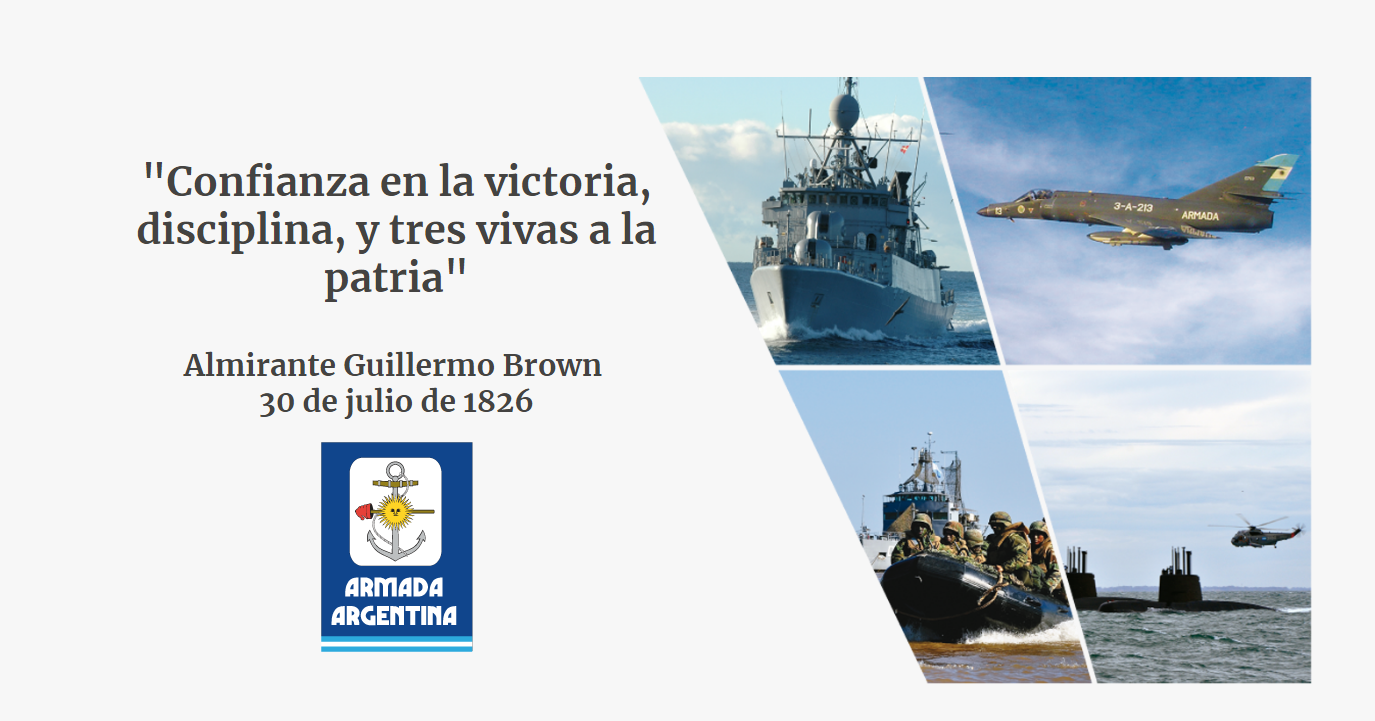 "Confianza en la victoria,
disciplina, y tres vivas a la
patria"
Almirante Guillermo Brown
30 de julio de 1826
ARMADA
ARGENTINA
3-A-213
ARMADA